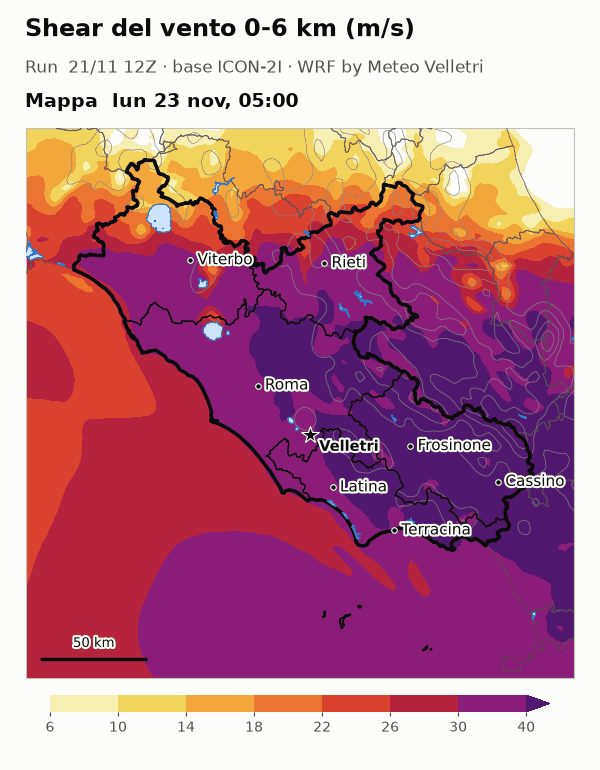 Shear del vento 0-6 km (m/s)
Run  21/11 12Z · base ICON-2I · WRF by Meteo Velletri
Mappa  lun 23 nov, 05:00
Viterbo
Rieti
Roma
Velletri
Frosinone
Cassino
Latina
Terracina
50 km
6 10 14 18 22 26 30 40